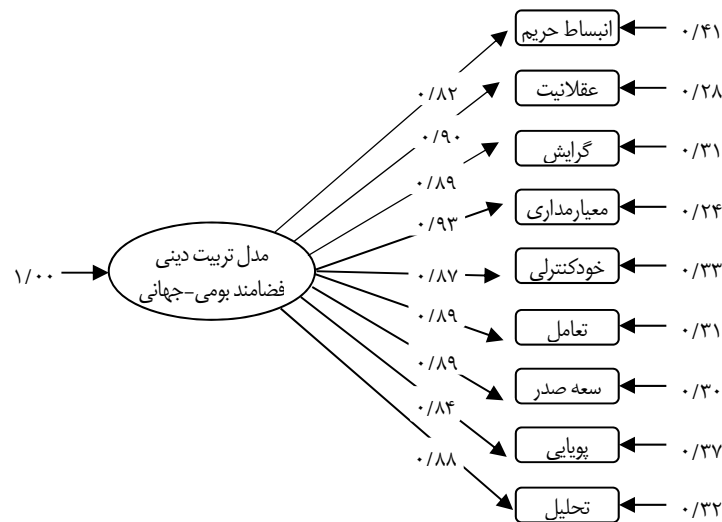 انبساط حریم
۰/۴۱
۰/۸۲
عقلانیت
۰/۲۸
۰/۹۰
گرایش
۰/۳۱
۰/۸۹
معیارمداری
۰/۲۴
۰/۹۳
مدل تربیت دینی
فضامند بومی-جهانی
۱/۰۰
خودکنترلی
۰/۳۳
۰/۸۷
تعامل
۰/۳۱
۰/۸۹
سعه صدر
۰/۳۰
۰/۸۹
پویایی
۰/۳۷
۰/۸۴
تحلیل
۰/۳۲
۰/۸۸